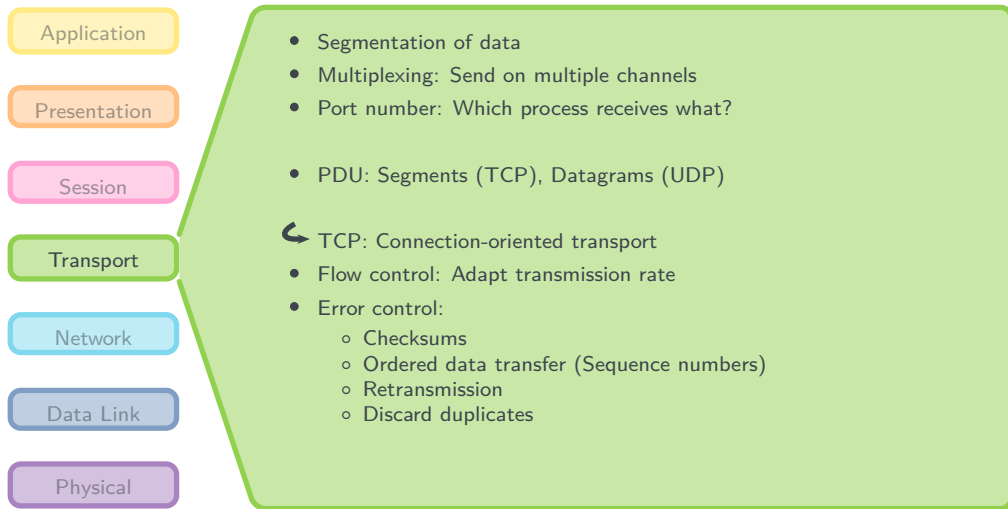 Application
Presentation
Session
Transport
Network
Data Link
Physical
• Segmentation of data
• Multiplexing: Send on multiple channels
• Port number: Which process receives what?
• PDU: Segments (TCP), Datagrams (UDP)
TCP: Connection-oriented transport
• Flow control: Adapt transmission rate
• Error control:
◦ Checksums
◦ Ordered data transfer (Sequence numbers)
◦ Retransmission
◦ Discard duplicates